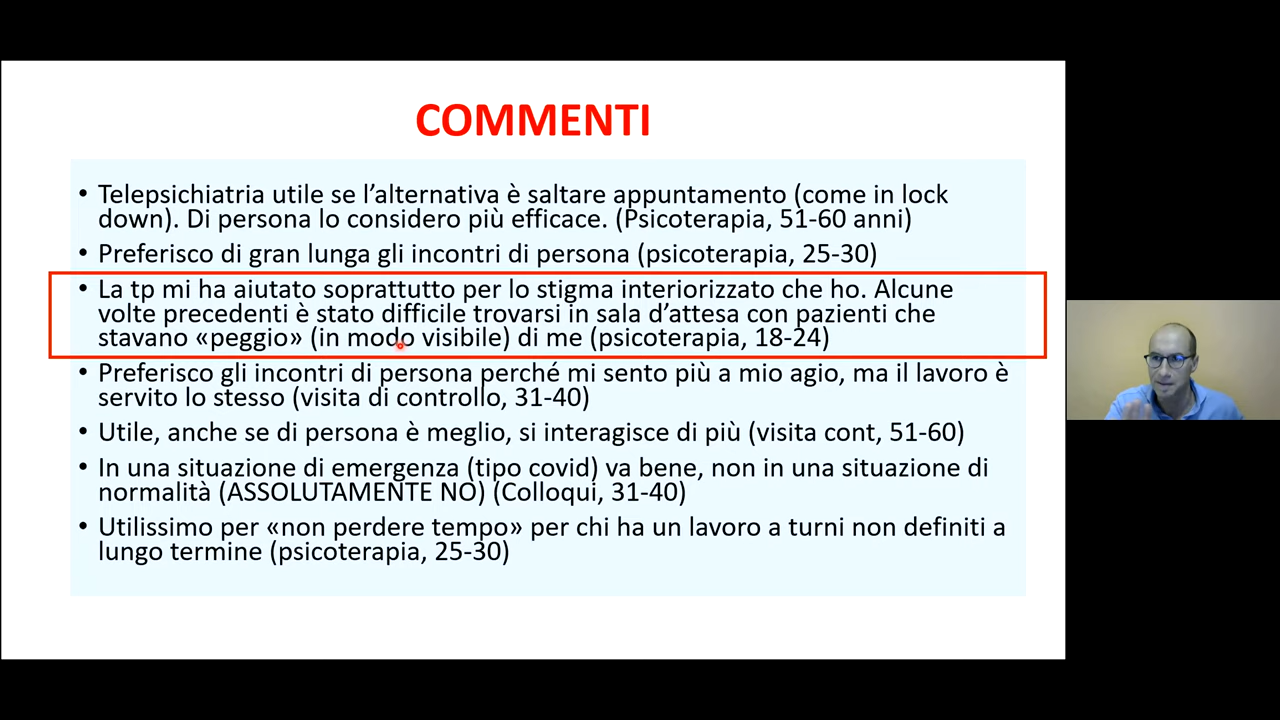 COMMENTI
• Telepsichiatria utile se l’alternativa è saltare appuntamento (come in lock
down). Di persona lo considero più efficace. (Psicoterapia, 51-60 anni)
• Preferisco di gran lunga gli incontri di persona (psicoterapia, 25-30)
• La tp mi ha aiutato soprattutto per lo stigma interiorizzato che ho. Alcune
volte precedenti è stato difficile trovarsi in sala d’attesa con pazienti che
stavano «peggio» (in modo visibile) di me (psicoterapia, 18-24)
• Preferisco gli incontri di persona perché mi sento più a mio agio, ma il lavoro è
servito lo stesso (visita di controllo, 31-40)
• Utile, anche se di persona è meglio, si interagisce di più (visita cont, 51-60)
• In una situazione di emergenza (tipo covid) va bene, non in una situazione di
normalità (ASSOLUTAMENTE NO) (Colloqui, 31-40)
• Utilissimo per «non perdere tempo» per chi ha un lavoro a turni non definiti a
lungo termine (psicoterapia, 25-30)